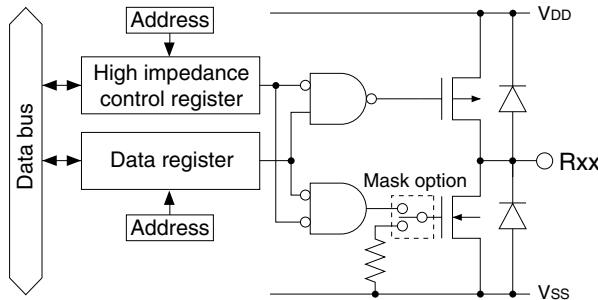 Address
VDD
High impedance
control register
Data bus
Data register
Rxx
Mask option
Address
VSS